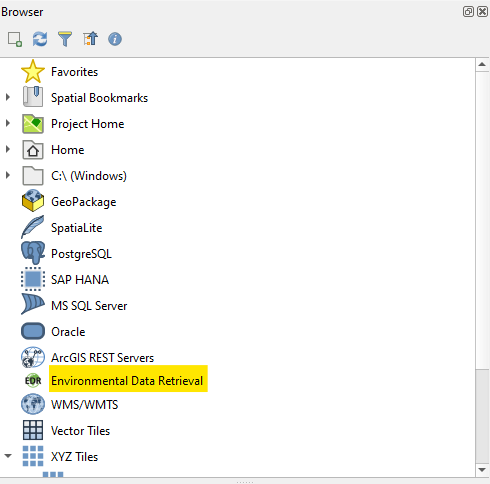 Browser
Favorites
Spatial Bookmarks
Project Home
Home
C:\ (Windows)
GeoPackage
SpatiaLite
PostgreSQL
SAP HANA
MS SQL Server
Oracle
ArcGIS REST Servers
EDR Environmental Data Retrieval
WMS/WMTS
Vector Tiles
XYZ Tiles